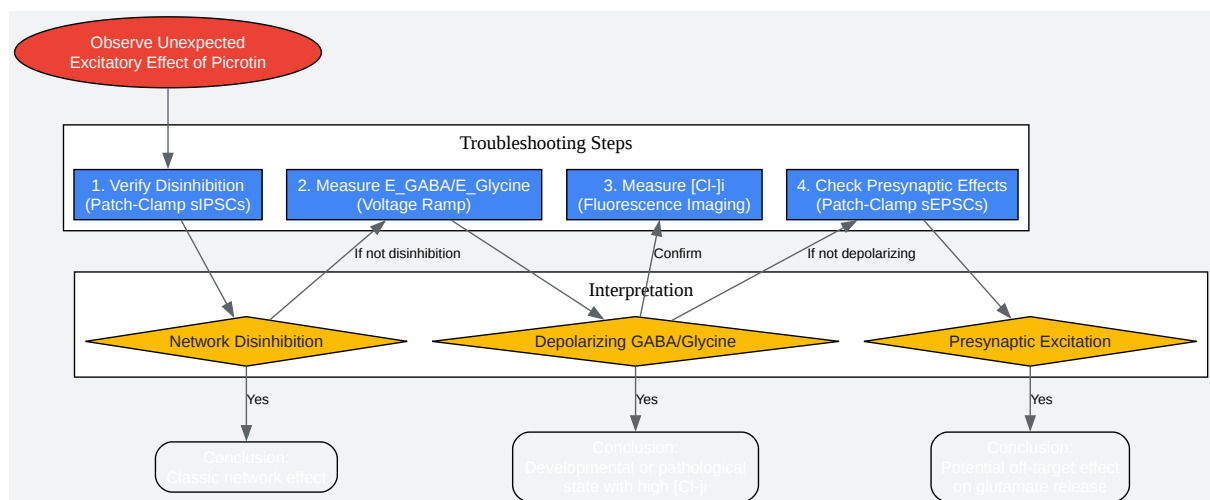 Observe Unexpected
Excitatory Effect of Picrotin
Troubleshooting Steps
1. Verify Disinhibition
(Patch-Clamp sIPSCs)
2. Measure E_GABA/E_Glycine
(Voltage Ramp)
3. Measure [Cl-]i
(Fluorescence Imaging)
4. Check Presynaptic Effects
(Patch-Clamp sEPSCs)
If not disinhibition
Confirm
If not depolarizing
Interpretation
Network Disinhibition
Depolarizing GABA/Glycine
Presynaptic Excitation
Yes
Yes
Yes
Conclusion:
Classic network effect
Conclusion:
Developmental or pathological
state with high [Cl-]i
Conclusion:
Potential off-target effect
on glutamate release